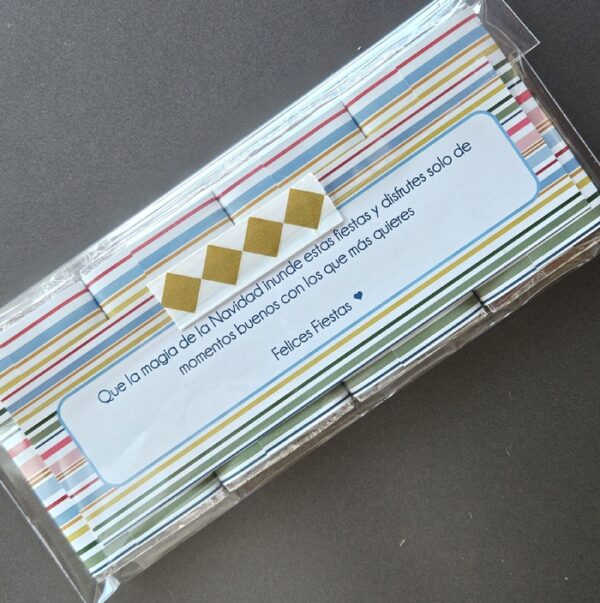 Que la magia de la Navidad inunde estas fiestas y disfrutes solo de
momentos buenos con los que más quieres
Felices Fiestas